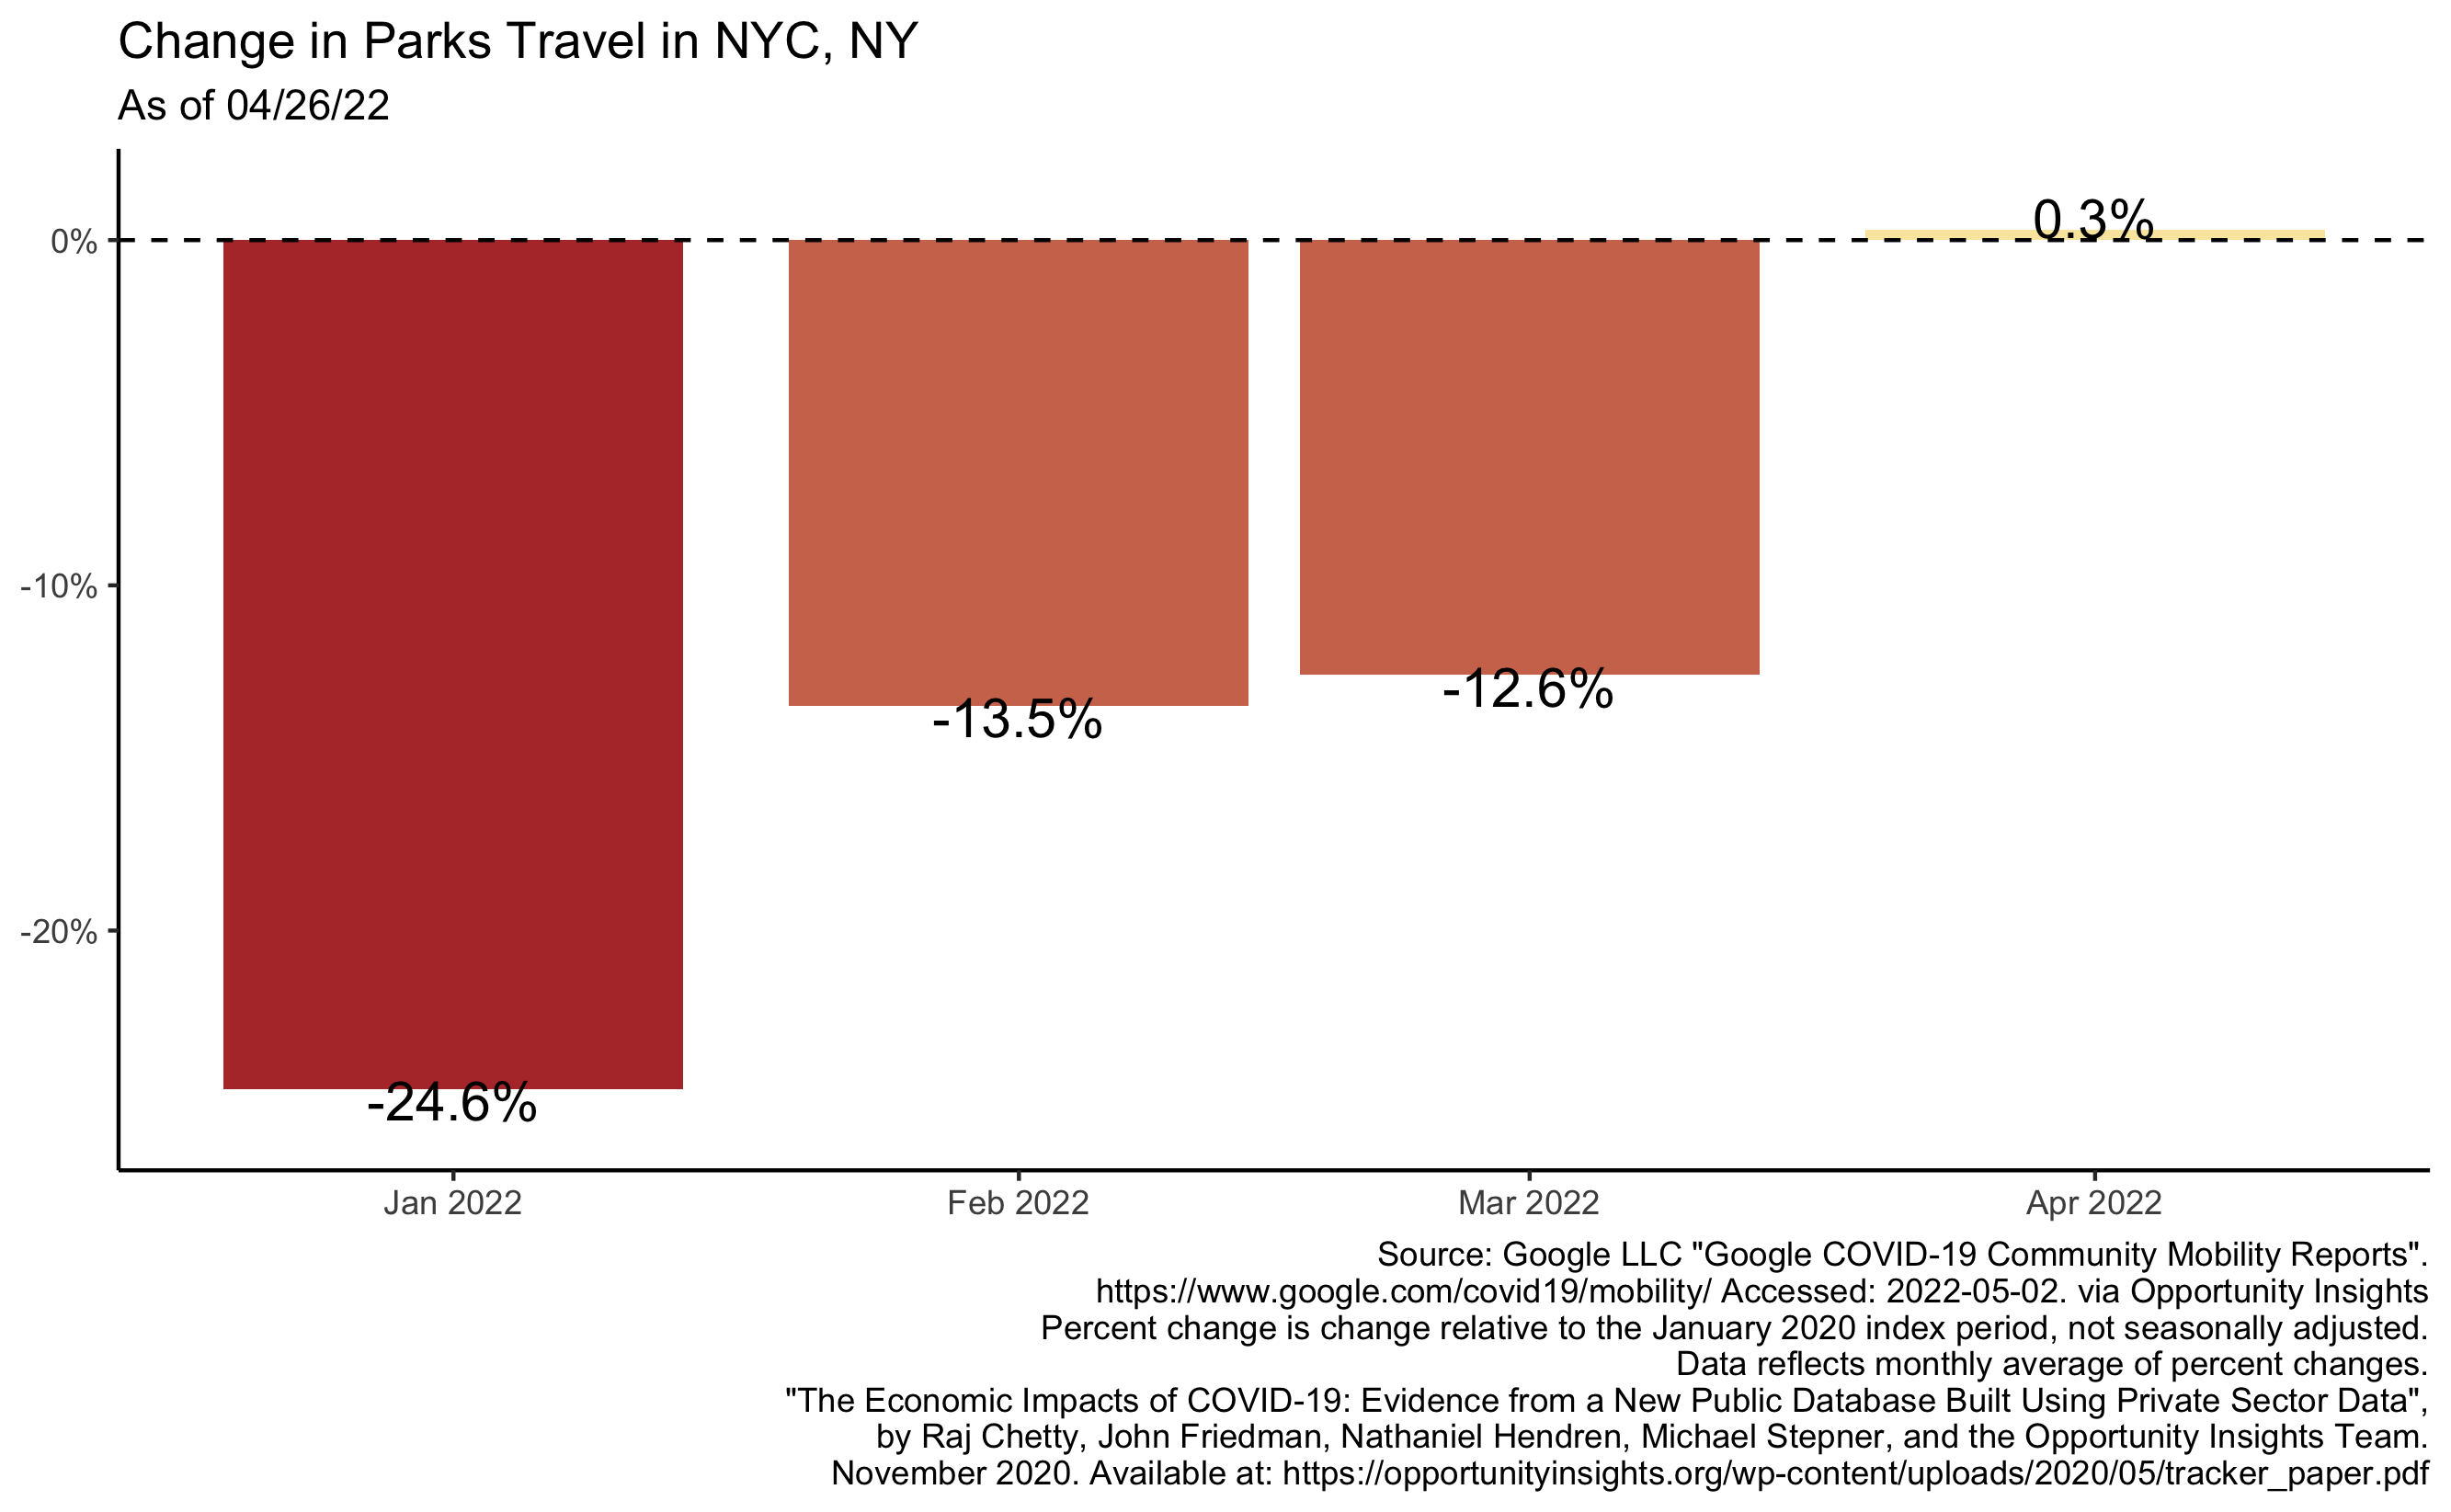 Change in Parks Travel in NYC, NY
As of 04/26/22
0%
-10%
-20%
-24.6%
-13.5%
-12.6%
0.3%
Jan 2022
Feb 2022
Mar 2022
Apr 2022
Source: Google LLC "Google COVID-19 Community Mobility Reports".
https://www.google.com/covid19/mobility/ Accessed: 2022-05-02. via Opportunity Insights
Percent change is change relative to the January 2020 index period, not seasonally adjusted.
Data reflects monthly average of percent changes.
"The Economic Impacts of COVID-19: Evidence from a New Public Database Built Using Private Sector Data",
by Raj Chetty, John Friedman, Nathaniel Hendren, Michael Stepner, and the Opportunity Insights Team.
November 2020. Available at: https://opportunityinsights.org/wp-content/uploads/2020/05/tracker_paper.pdf